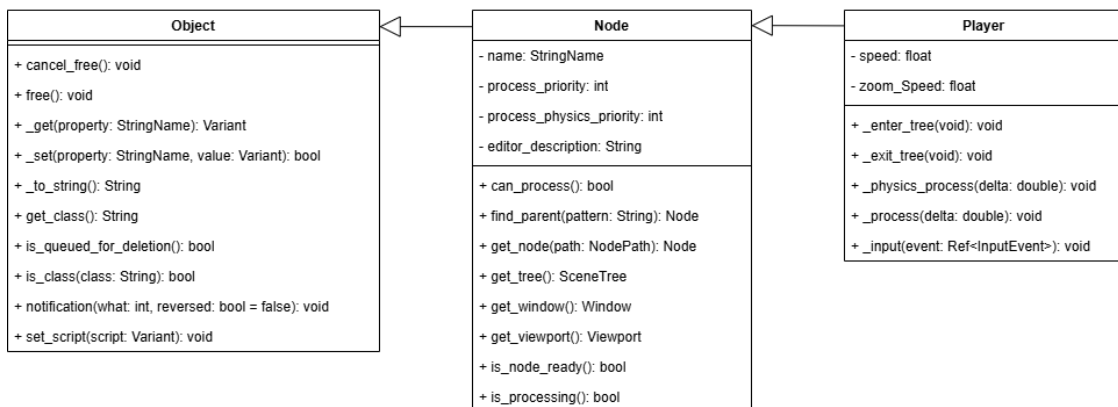 Object
+ cancel_free(): void
+ free(): void
+ _get(property: StringName): Variant
+ _set(property: StringName, value: Variant): bool
+ _to_string(): String
+ get_class(): String
+ is_queued_for_deletion(): bool
+ is_class(class: String): bool
+ notification(what: int, reversed: bool = false): void
+ set_script(script: Variant): void
Node
- name: StringName
- process_priority: int
- process_physics_priority: int
- editor_description: String
+ can_process(): bool
+ find_parent(pattern: String): Node
+ get_node(path: NodePath): Node
+ get_tree(): SceneTree
+ get_window(): Window
+ get_viewport(): Viewport
+ is_node_ready(): bool
+ is_processing(): bool
Player
- speed: float
- zoom_Speed: float
+ _enter_tree(void): void
+ _exit_tree(void): void
+ _physics_process(delta: double): void
+ _process(delta: double): void
+ _input(event: Ref<InputEvent>): void